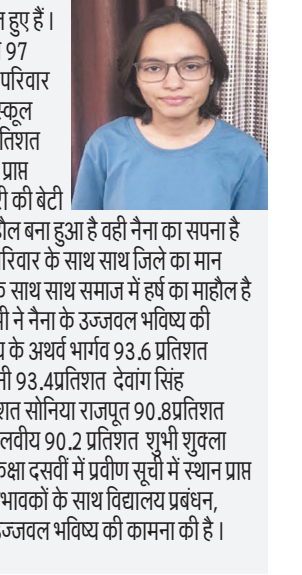 हुए हैं।
97
परिवार
स्कूल
तिशत
प्राप्त
की बेटी
बना हुआ है वही नैना का सपना है
रिवार के साथ साथ जिले का मान
साथ साथ समाज में हर्ष का माहौल है
ने नैना के उज्जवल भविष्य की
के अथर्व भार्गव 93.6 प्रतिशत
93.4प्रतिशत देवांग सिंह
शत सोनिया राजपूत 90.8प्रतिशत
लवीय 90.2 प्रतिशत शुभी शुक्ला
क्षा दसवीं में प्रवीण सूची में स्थान प्राप्त
भावकों के साथ विद्यालय प्रबंधन,
उज्जवल भविष्य की कामना की है।